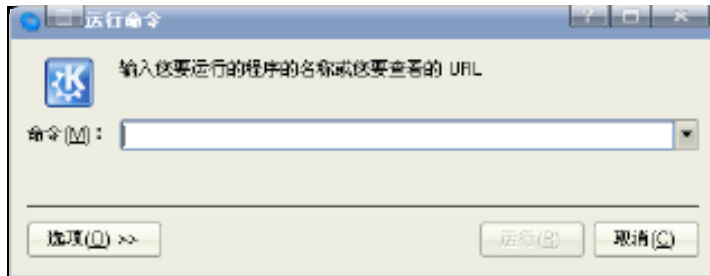 运行命令
输入您要运行的程序的名称或您要查看的 URL
命令(M)：
选项(O) >>
运行(R)
取消(C)